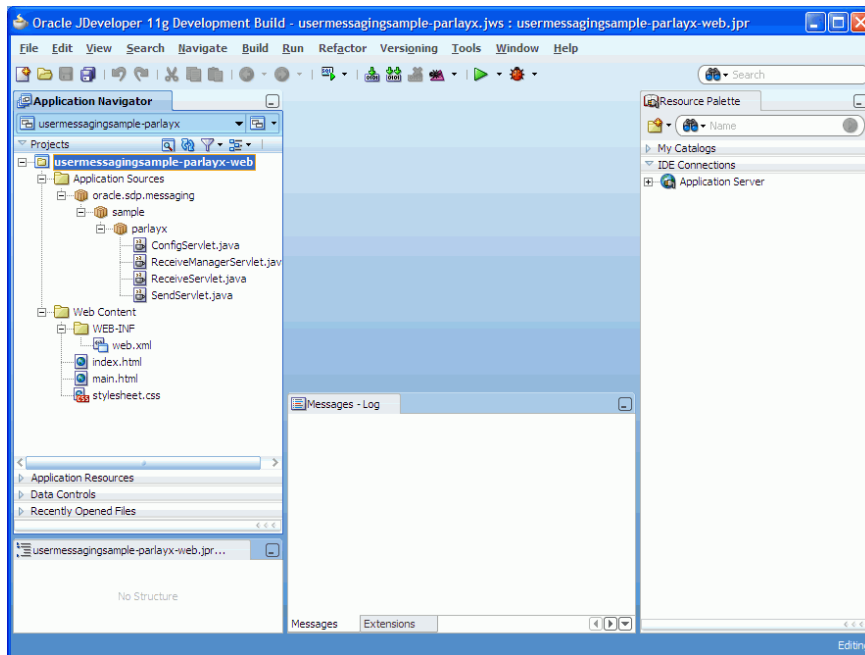 Oracle JDeveloper 11g Development Build - usermessagingsample-parlayx.jws : usermessagingsample-parlayx-web.jpr
File Edit View Search Navigate Build Run Refactor Versioning Tools Window Help
Search
Application Navigator
usermessagingsample-parlayx
Projects
usermessagingsample-parlayx-web
Application Sources
oracle.sdp.messaging
sample
parlayx
ConfigServlet.java
ReceiveManagerServlet.jav
ReceiveServlet.java
SendServlet.java
Web Content
WEB-INF
web.xml
index.html
main.html
stylesheet.css
Application Resources
Data Controls
Recently Opened Files
usermessagingsample-parlayx-web.jpr...
No Structure
Messages - Log
Messages Extensions
Resource Palette
Name
My Catalogs
IDE Connections
Application Server
Editing